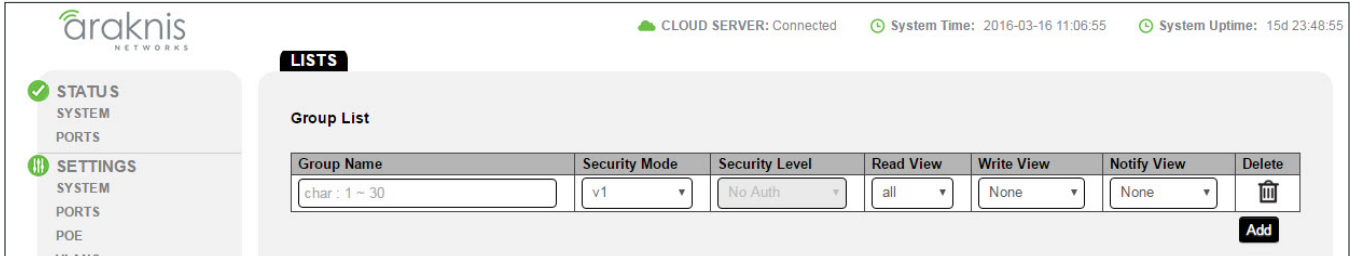 araknis
NETWORKS
CLOUD SERVER: Connected System Time: 2016-03-16 11:06:55 System Uptime: 15d 23:48:55
LISTS
STATUS
SYSTEM
PORTS
SETTINGS
SYSTEM
PORTS
POE
Group List
Group Name Security Mode Security Level Read View Write View Notify View Delete
char : 1 ~ 30 v1 No Auth all None None
Add